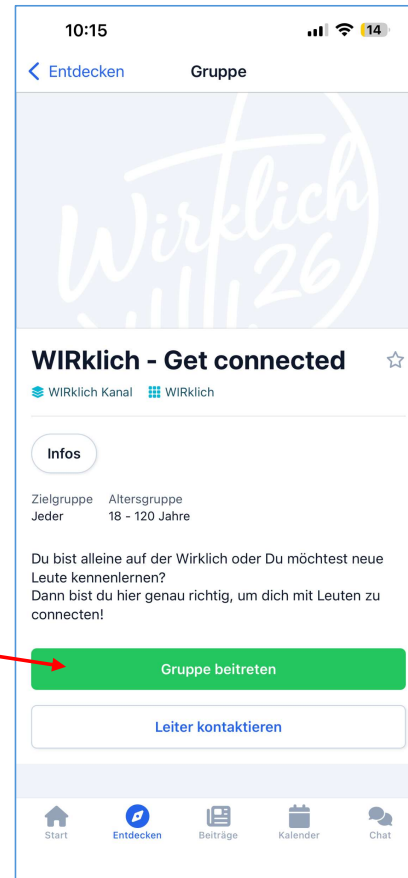 10:15
14
Entdecken
Gruppe
Wirklich
26
WIRklich - Get connected
WIRklich Kanal WIRklich
Infos
Zielgruppe Altersgruppe
Jeder 18 - 120 Jahre
Du bist alleine auf der Wirklich oder Du möchtest neue
Leute kennenlernen?
Dann bist du hier genau richtig, um dich mit Leuten zu
connecten!
Gruppe beitreten
Leiter kontaktieren
Start Entdecken Beiträge Kalender Chat